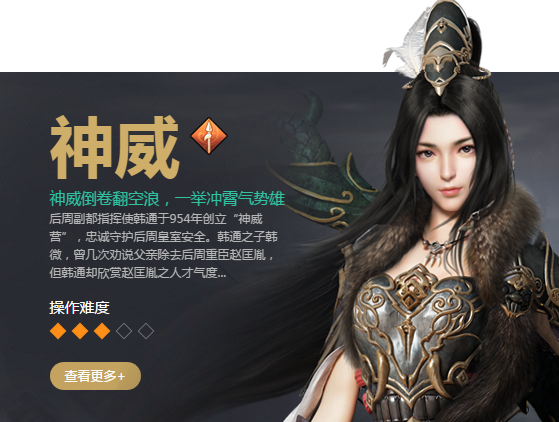 神威
神威倒卷翻空浪，一举冲霄气势雄
后周副都指挥使韩通于954年创立“神威
营”，忠诚守护后周皇室安全。韩通之子韩
微，曾几次劝说父亲除去后周重臣赵匡胤，
但韩通却欣赏赵匡胤之人才气度...
操作难度
查看更多+